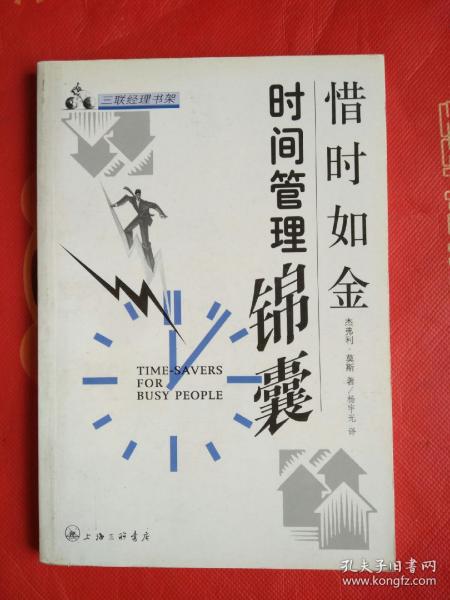 三联经理书架
惜时如金
时间管理
锦囊
杰弗利·莫斯 著/杨宇光 译
TIME-SAVERS
FOR
BUSY PEOPLE
上海三联书店
孔夫子旧书网
www.kongfz.com